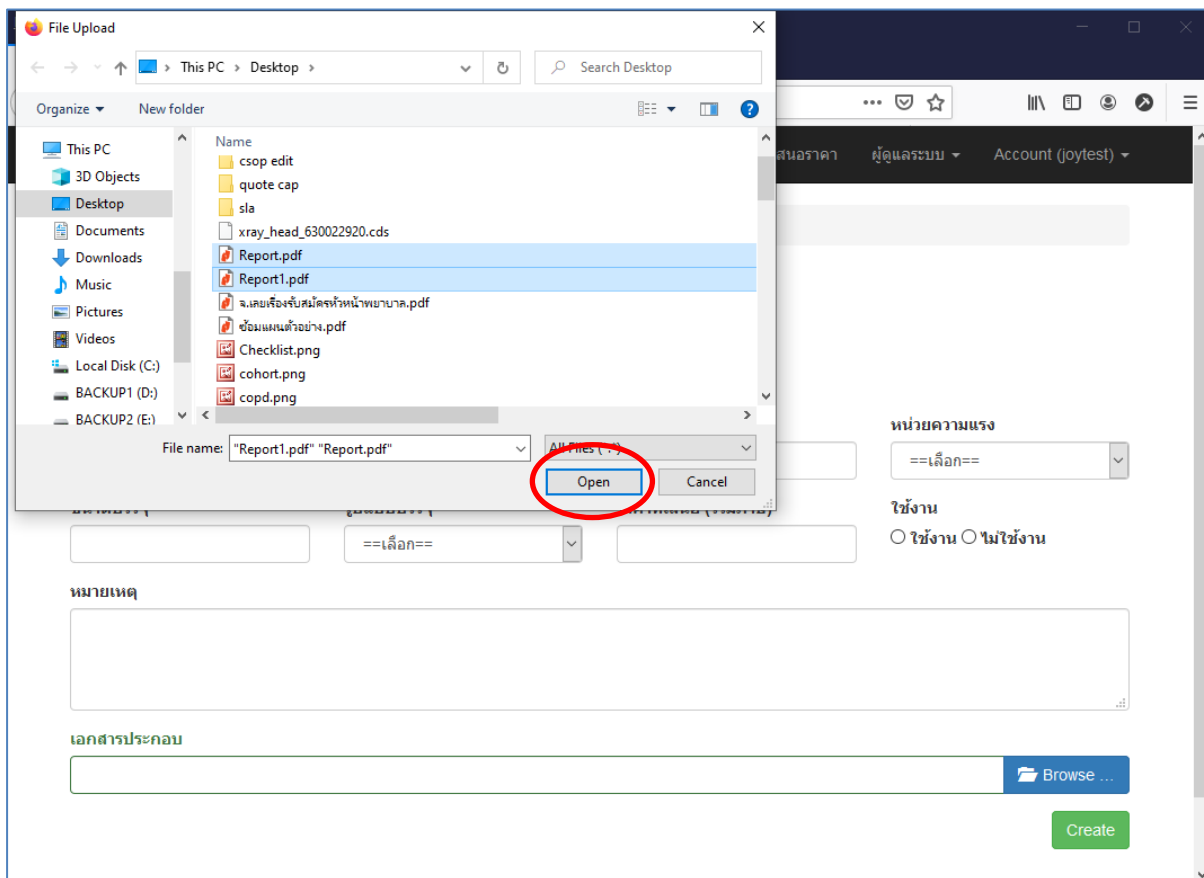 File Upload
This PC > Desktop >
Search Desktop
Organize
New folder
This PC
3D Objects
Desktop
Documents
Downloads
Music
Pictures
Videos
Local Disk (C:)
BACKUP1 (D:)
BACKUP2 (E:)
Name
csop edit
quote cap
sla
xray_head_630022920.cds
Report.pdf
Report1.pdf
จ.เลยเรื่องรับสมัครหัวหน้าพยาบาล.pdf
ซ้อมแผนตัวอย่าง.pdf
Checklist.png
cohort.png
copd.png
File name: "Report1.pdf" "Report.pdf"
All Files (*.*)
Open
Cancel
สนอราคา
ผู้ดูแลระบบ
Account (joytest)
หน่วยความแรง
==เลือก==
ใช้งาน
==เลือก==
ใช้งาน ไม่ใช้งาน
หมายเหตุ
เอกสารประกอบ
Browse ...
Create